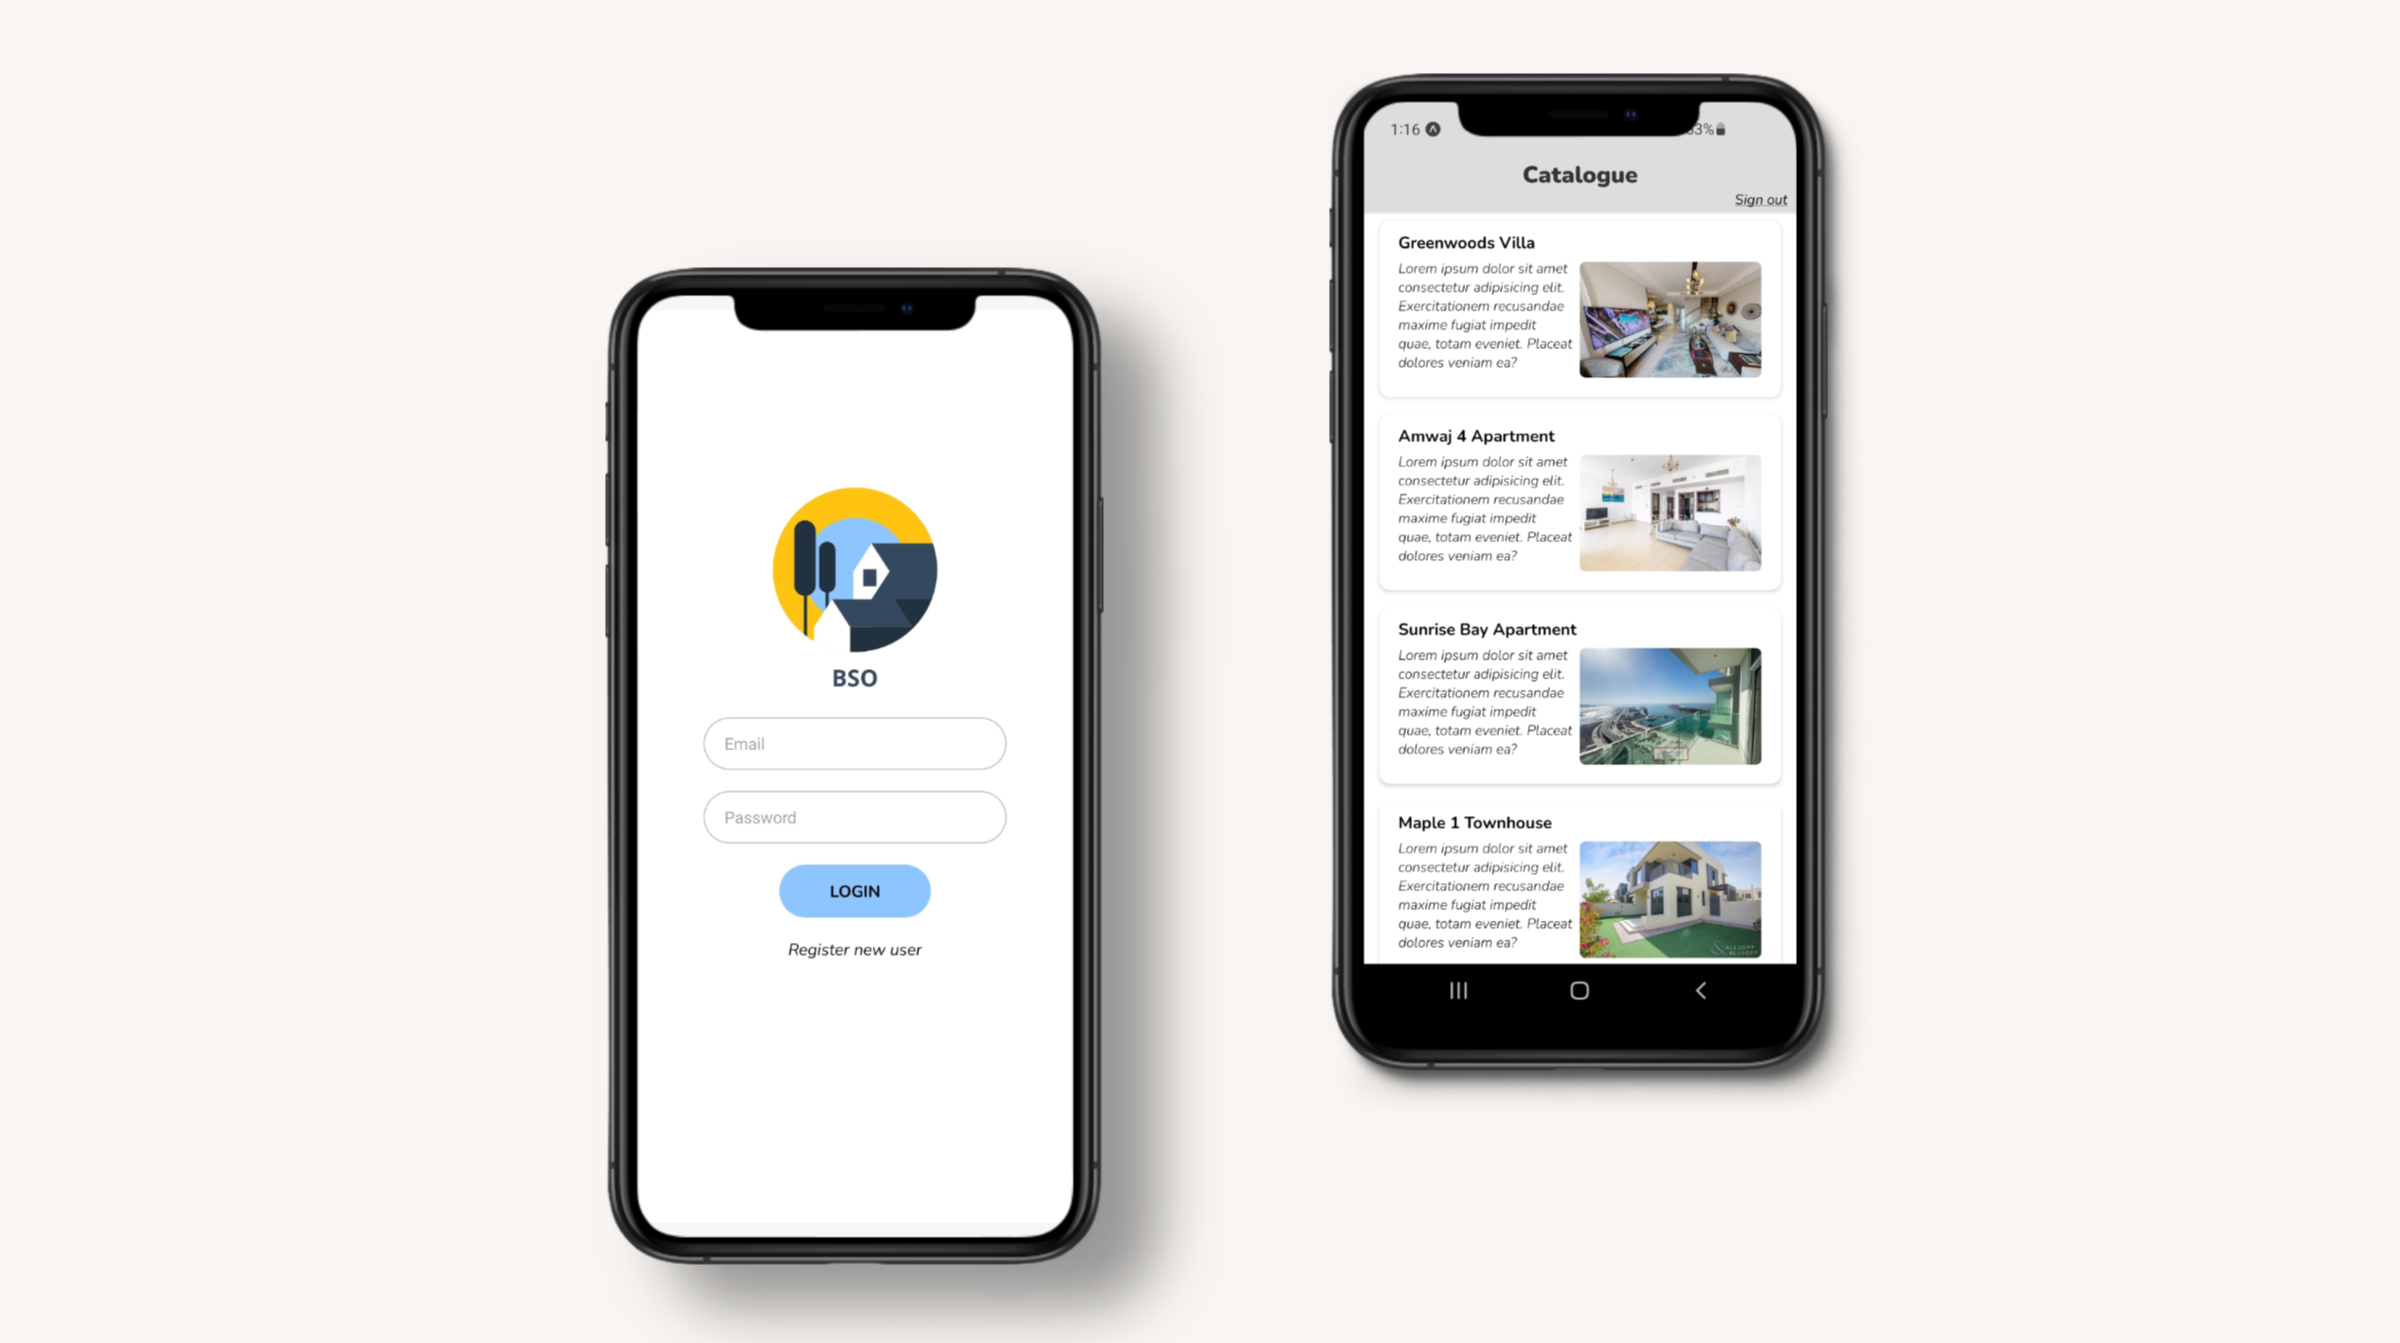 BSO
Email
Password
LOGIN
Register new user
1:16
3%
Catalogue
Sign out
Greenwoods Villa
Lorem ipsum dolor sit amet
consectetur adipisicing elit.
Exercitationem recusandae
maxime fugiat impedit
quae, totam eveniet. Placeat
dolores veniam ea?
Amwaj 4 Apartment
Lorem ipsum dolor sit amet
consectetur adipisicing elit.
Exercitationem recusandae
maxime fugiat impedit
quae, totam eveniet. Placeat
dolores veniam ea?
Sunrise Bay Apartment
Lorem ipsum dolor sit amet
consectetur adipisicing elit.
Exercitationem recusandae
maxime fugiat impedit
quae, totam eveniet. Placeat
dolores veniam ea?
Maple 1 Townhouse
Lorem ipsum dolor sit amet
consectetur adipisicing elit.
Exercitationem recusandae
maxime fugiat impedit
quae, totam eveniet. Placeat
dolores veniam ea?
& ALLSOPP
ALLSOPP